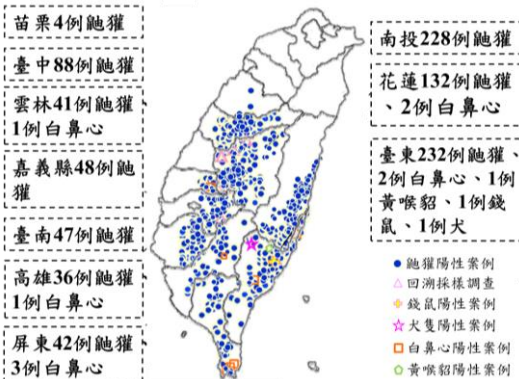 苗栗4例鼬獾
臺中88例鼬獾
雲林41例鼬獾
1例白鼻心
嘉義縣48例鼬
獾
臺南47例鼬獾
高雄36例鼬獾
1例白鼻心
屏東42例鼬獾
3例白鼻心
南投228例鼬獾
花蓮132例鼬獾
、2例白鼻心
臺東232例鼬獾、
2例白鼻心、1例
黃喉貂、1例錢
鼠、1例犬
鼬獾陽性案例
回溯採樣調查
錢鼠陽性案例
犬隻陽性案例
白鼻心陽性案例
黃喉貂陽性案例